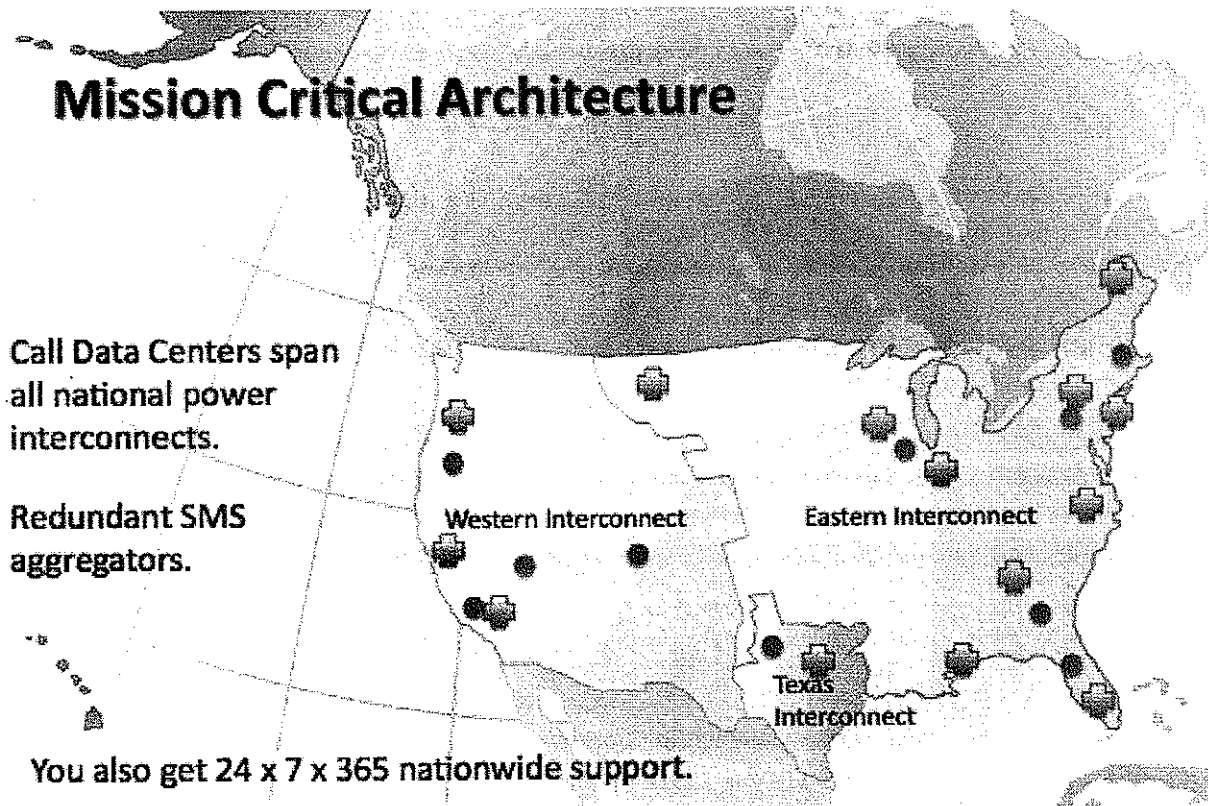 Mission Critical Architecture
Call Data Centers span
all national power
interconnects.
Redundant SMS
aggregators.
Western Interconnect
Eastern Interconnect
Texas
Interconnect
You also get 24 x 7 x 365 nationwide support.